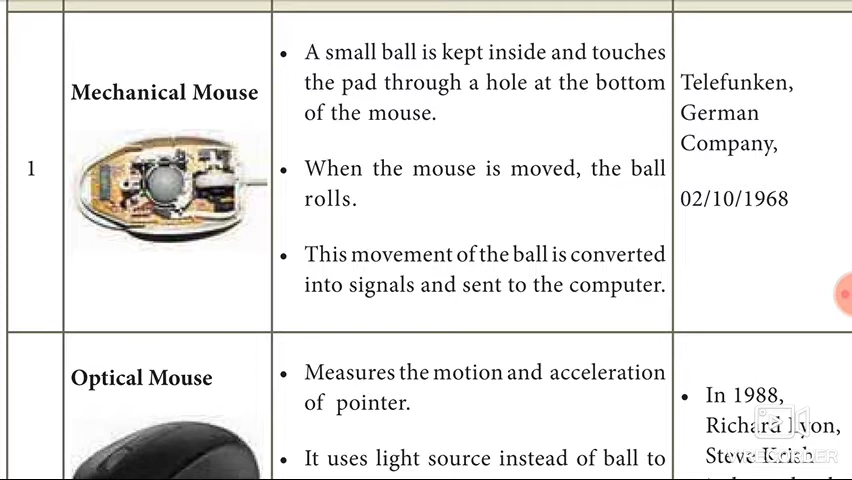 1
Mechanical Mouse
• A small ball is kept inside and touches
the pad through a hole at the bottom
of the mouse.
• When the mouse is moved, the ball
rolls.
• This movement of the ball is converted
into signals and sent to the computer.
Telefunken,
German
Company,
02/10/1968
Optical Mouse
• Measures the motion and acceleration
of pointer.
• It uses light source instead of ball to
• In 1988,
Richard Lyon,
Steve Krish